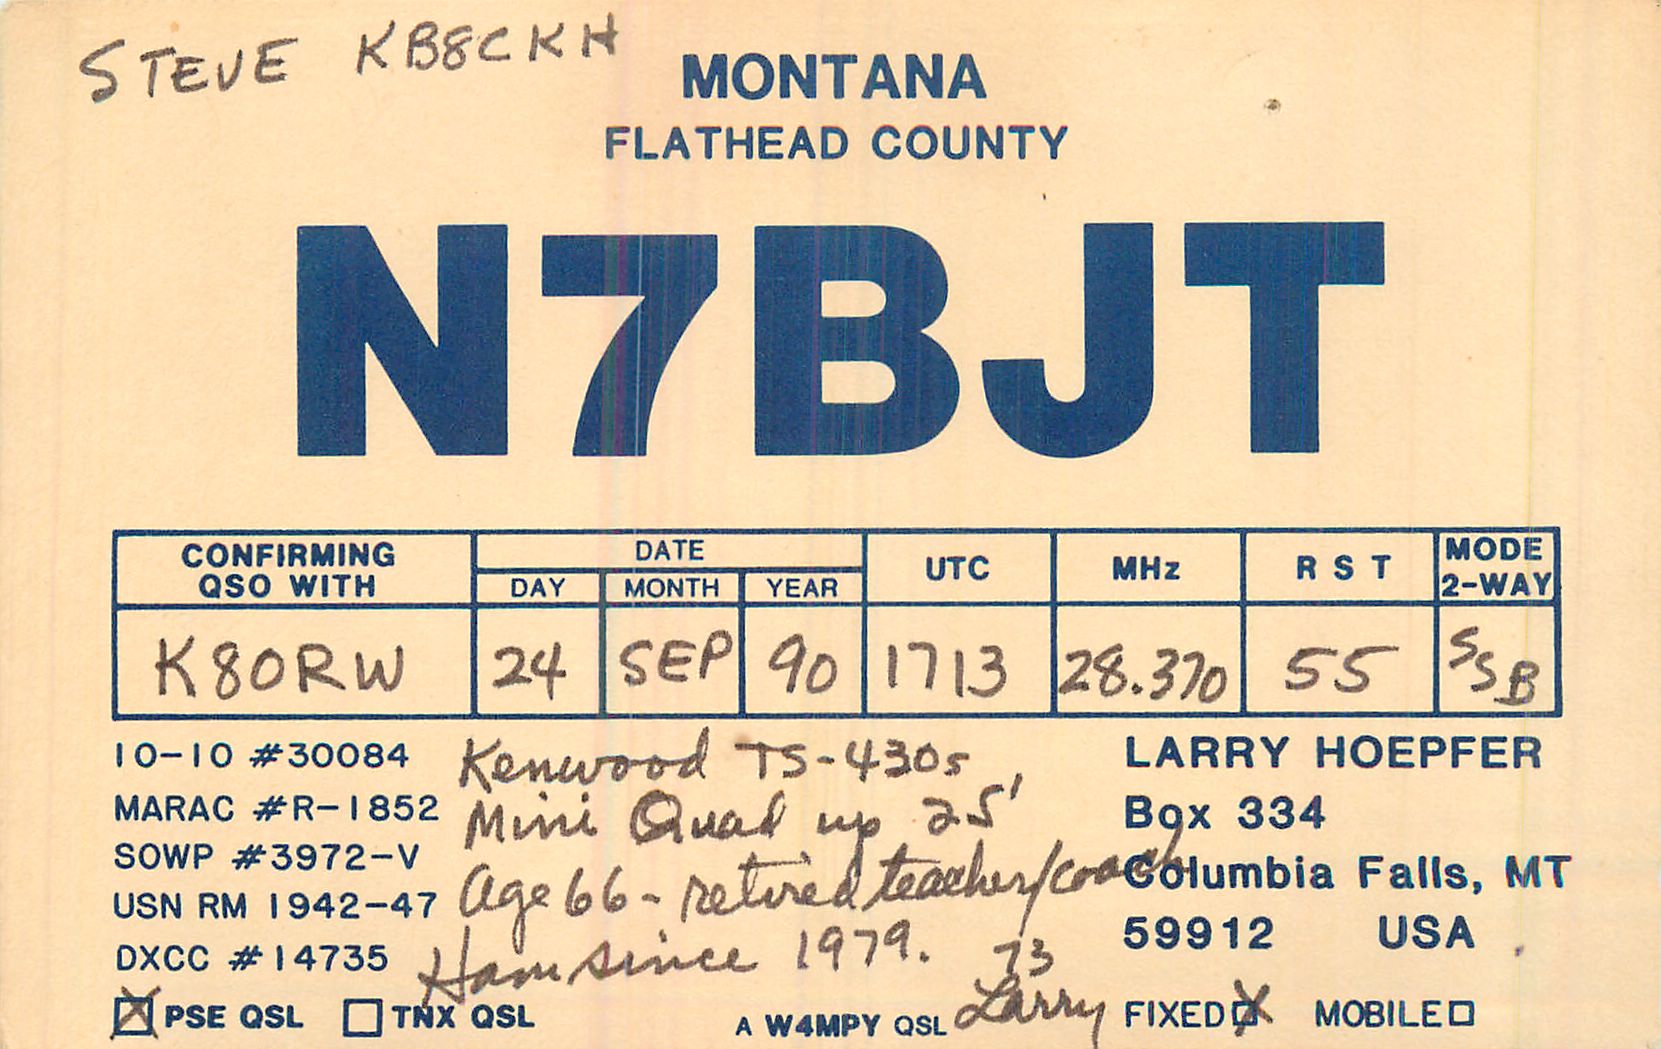 STEVE KB8CKH
MONTANA
FLATHEAD COUNTY
N7BJT
CONFIRMING QSO WITH DATE DAY MONTH YEAR UTC MHz R S T MODE 2-WAY
K8ORW 24 SEP 90 1713 28.370 55 SSB
10-10 #30084
MARAC #R-1852
SOWP #3972-V
USN RM 1942-47
DXCC #14735
Kenwood TS-430s
Mini Quad up 25'
Age 66 - retired teacher/coach
Ham since 1979.
73
Larry
LARRY HOEPFER
Box 334
Columbia Falls, MT
59912 USA
PSE QSL TNX QSL
A W4MPY QSL
FIXED MOBILE